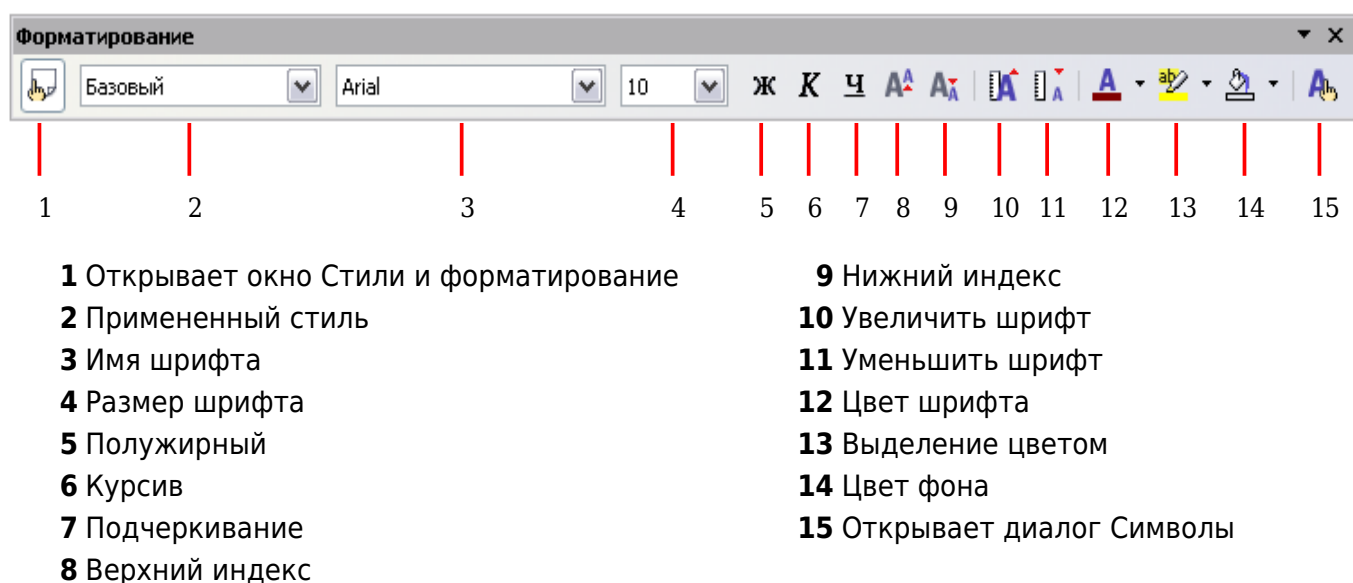 Форматирование
Базовый Arial 10 Ж К Ч
1 2 3 4 5 6 7 8 9 10 11 12 13 14 15
1 Открывает окно Стили и форматирование
2 Примененный стиль
3 Имя шрифта
4 Размер шрифта
5 Полужирный
6 Курсив
7 Подчеркивание
8 Верхний индекс
9 Нижний индекс
10 Увеличить шрифт
11 Уменьшить шрифт
12 Цвет шрифта
13 Выделение цветом
14 Цвет фона
15 Открывает диалог Символы